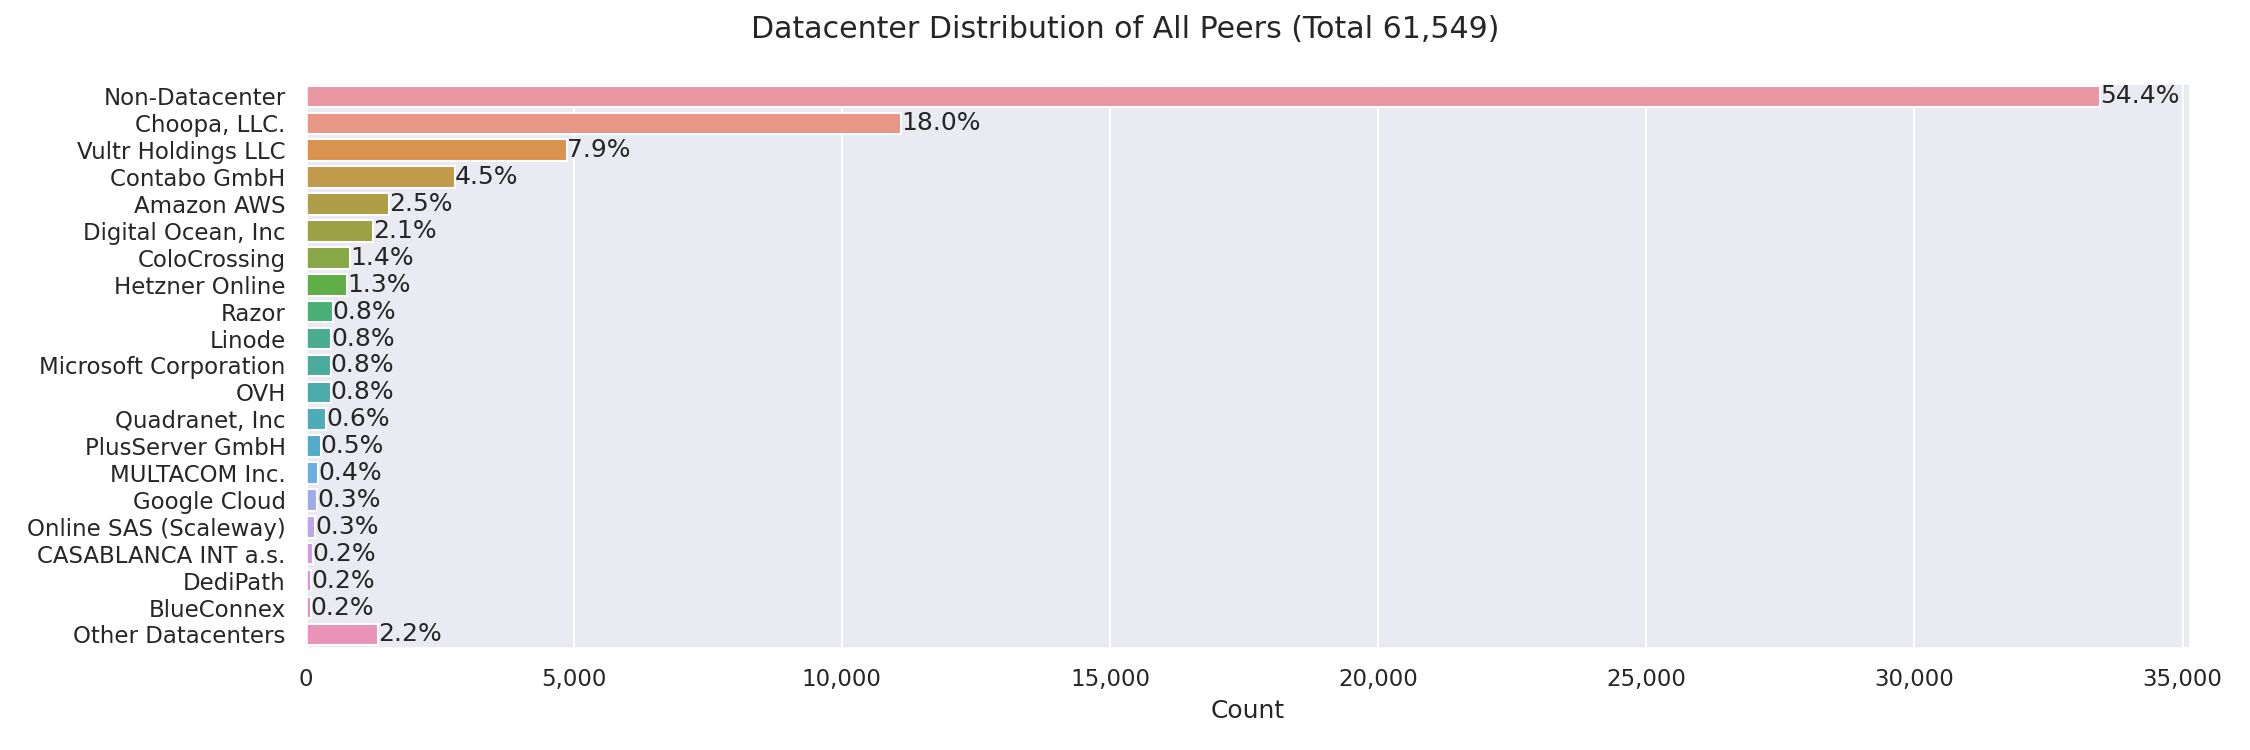 Datacenter Distribution of All Peers (Total 61,549)
Non-Datacenter 54.4%
Choopa, LLC. 18.0%
Vultr Holdings LLC 7.9%
Contabo GmbH 4.5%
Amazon AWS 2.5%
Digital Ocean, Inc 2.1%
ColoCrossing 1.4%
Hetzner Online 1.3%
Razor 0.8%
Linode 0.8%
Microsoft Corporation 0.8%
OVH 0.8%
Quadranet, Inc 0.6%
PlusServer GmbH 0.5%
MULTACOM Inc. 0.4%
Google Cloud 0.3%
Online SAS (Scaleway) 0.3%
CASABLANCA INT a.s. 0.2%
DediPath 0.2%
BlueConnex 0.2%
Other Datacenters 2.2%
0 5,000 10,000 15,000 20,000 25,000 30,000 35,000
Count